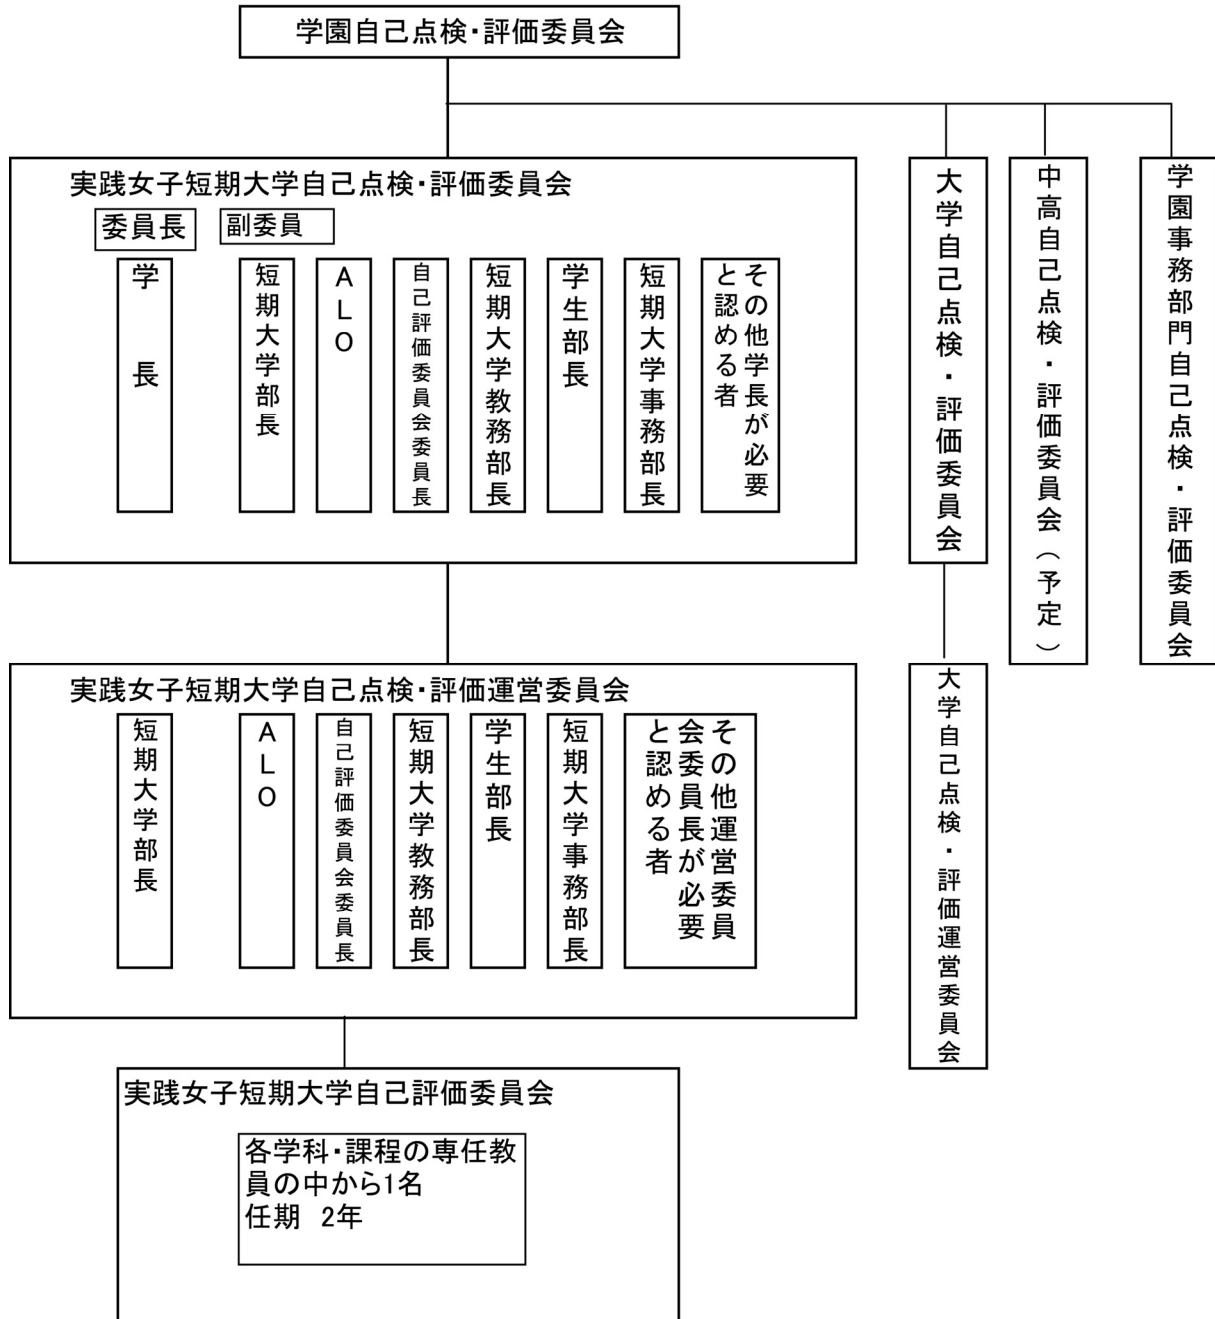 学園自己点検・評価委員会
実践女子短期大学自己点検・評価委員会
委員長
副委員
学 長
短期大学部長
ALO
自己評価委員会委員長
短期大学教務部長
学生部長
短期大学事務部長
その他学長が必要
と認める者
大学自己点検・評価委員会
中高自己点検・評価委員会（予定）
学園事務部門自己点検・評価委員会
実践女子短期大学自己点検・評価運営委員会
短期大学部長
ALO
自己評価委員会委員長
短期大学教務部長
学生部長
短期大学事務部長
その他運営委員
会委員長が必要
と認める者
大学自己点検・評価運営委員会
実践女子短期大学自己評価委員会
各学科・課程の専任教
員の中から1名
任期 2年